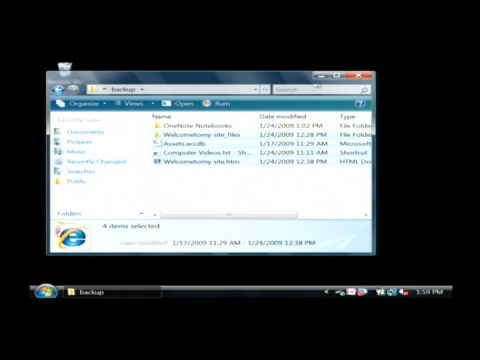 backup
Search
Organize Views Open Burn
Favorite Links
Name Date modified Type
Documents
Pictures
Music
Recently Changed
Searches
Public
OneNote Notebooks 1/24/2009 1:02 PM File Folder
Welcometomy site_files 1/24/2009 12:28 PM File Folder
Assets.accdb 1/17/2009 11:29 AM Microsoft
Computer Videos.txt - Sh... 1/24/2009 11:11 AM Shortcut
Welcometomy site.htm 1/24/2009 12:38 PM HTML Do
Folders
4 items selected
Date modified: 1/17/2009 11:29 AM - 1/24/2009 12:38 PM
backup
1:59 PM